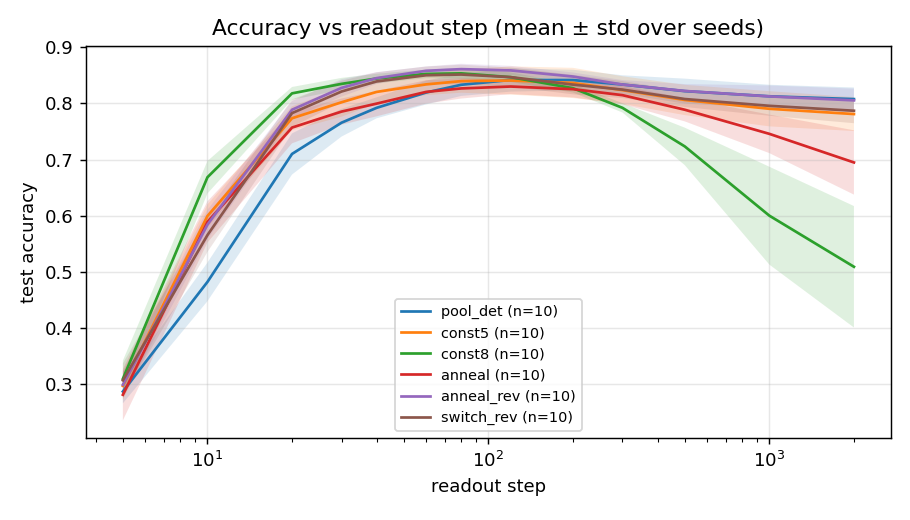 Accuracy vs readout step (mean ± std over seeds)
test accuracy
0.9
0.8
0.7
0.6
0.5
0.4
0.3
pool_det (n=10)
const5 (n=10)
const8 (n=10)
anneal (n=10)
anneal_rev (n=10)
switch_rev (n=10)
10¹ 10² 10³
readout step